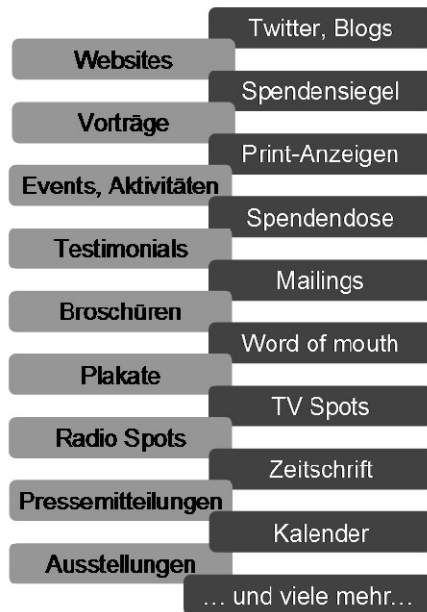 Twitter, Blogs
Websites
Spendensiegel
Vorträge
Print-Anzeigen
Events, Aktivitäten
Spendendose
Testimonials
Mailings
Broschüren
Word of mouth
Plakate
TV Spots
Radio Spots
Zeitschrift
Pressemitteilungen
Kalender
Ausstellungen
... und viele mehr...